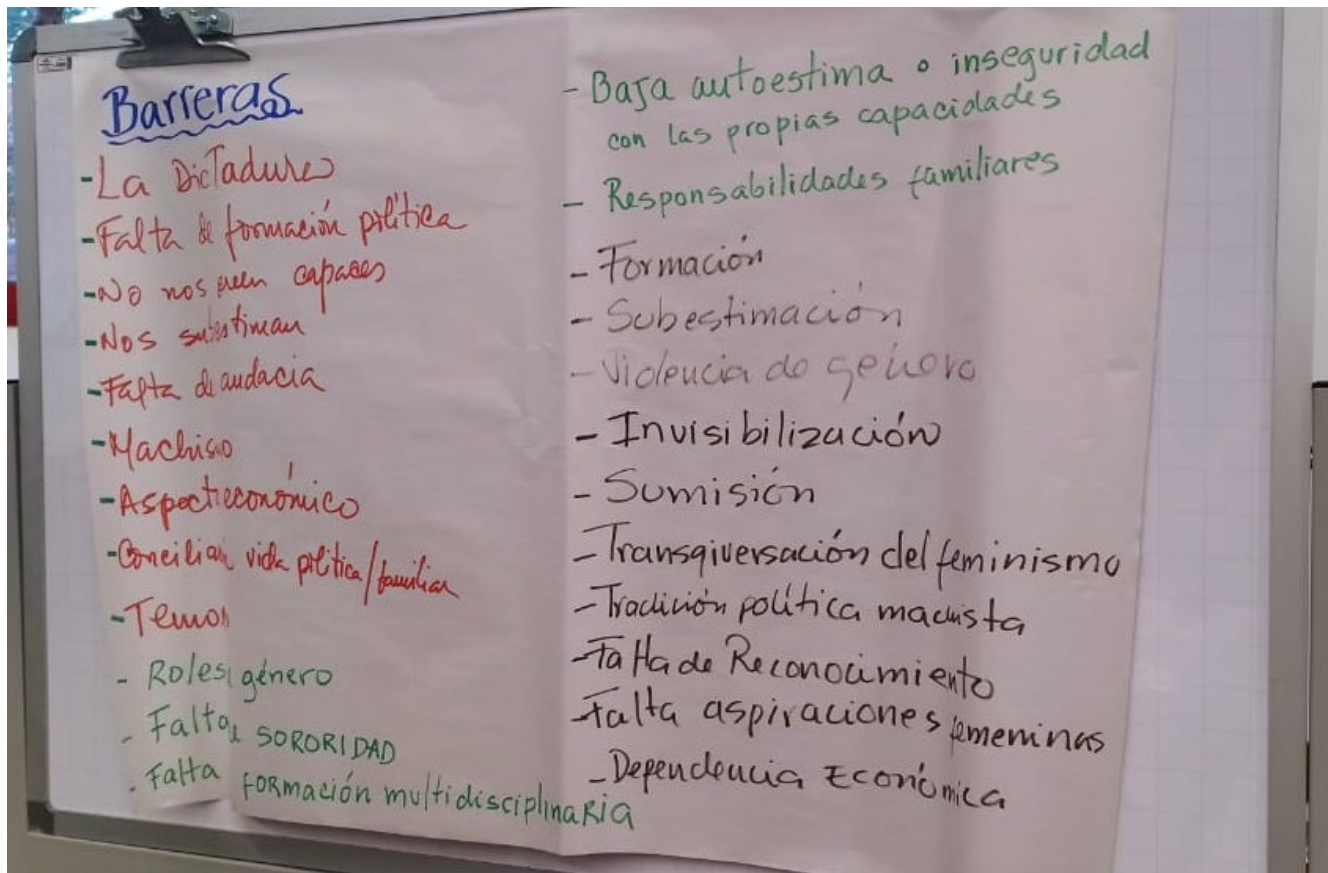 Barreras
- La Dictadura
- Falta de formación política
- No nos creen capaces
- Nos subestiman
- Falta de audacia
- Machismo
- Aspecto económico
- Conciliar vida política/familiar
- Temor
- Roles género
- Falta SORORIDAD
- Falta FORMación multidisciplinaRia
- Baja autoestima o inseguridad
con las propias capacidades
- Responsabilidades familiares
- Formación
- Subestimación
- Violencia de género
- Invisibilización
- Sumisión
- Transgiversación del feminismo
- Tradición política machista
- Falta de Reconocimiento
- Falta aspiraciones femeninas
- Dependencia Económica